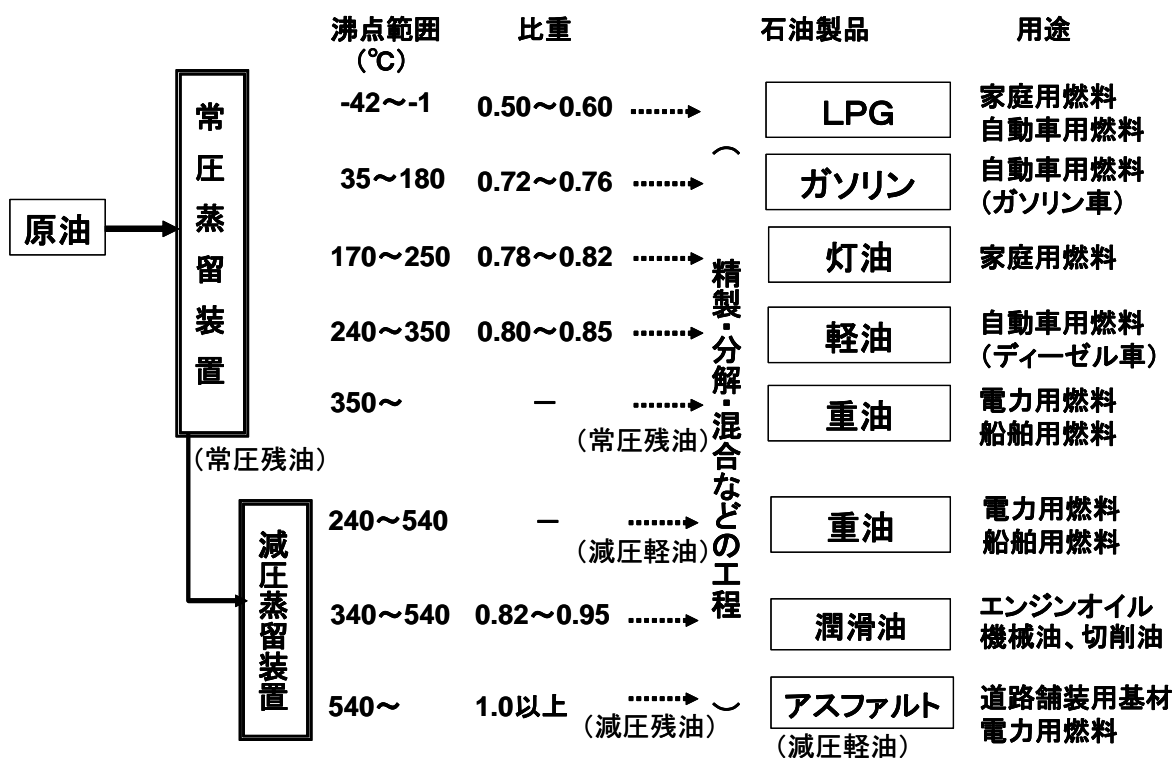 沸点範囲 比重 石油製品 用途
(℃)
原油
常圧蒸留装置
-42～-1 0.50～0.60 LPG 家庭用燃料
自動車用燃料
35～180 0.72～0.76 ガソリン 自動車用燃料
(ガソリン車)
170～250 0.78～0.82 灯油 家庭用燃料
240～350 0.80～0.85 軽油 自動車用燃料
(ディーゼル車)
350～ － 重油 電力用燃料
(常圧残油) 船舶用燃料
(常圧残油)
減圧蒸留装置
240～540 － 重油 電力用燃料
(減圧軽油) 船舶用燃料
340～540 0.82～0.95 潤滑油 エンジンオイル
機械油、切削油
540～ 1.0以上 アスファルト 道路舗装用基材
(減圧残油) 電力用燃料
(減圧軽油)
(精製・分解・混合などの工程)